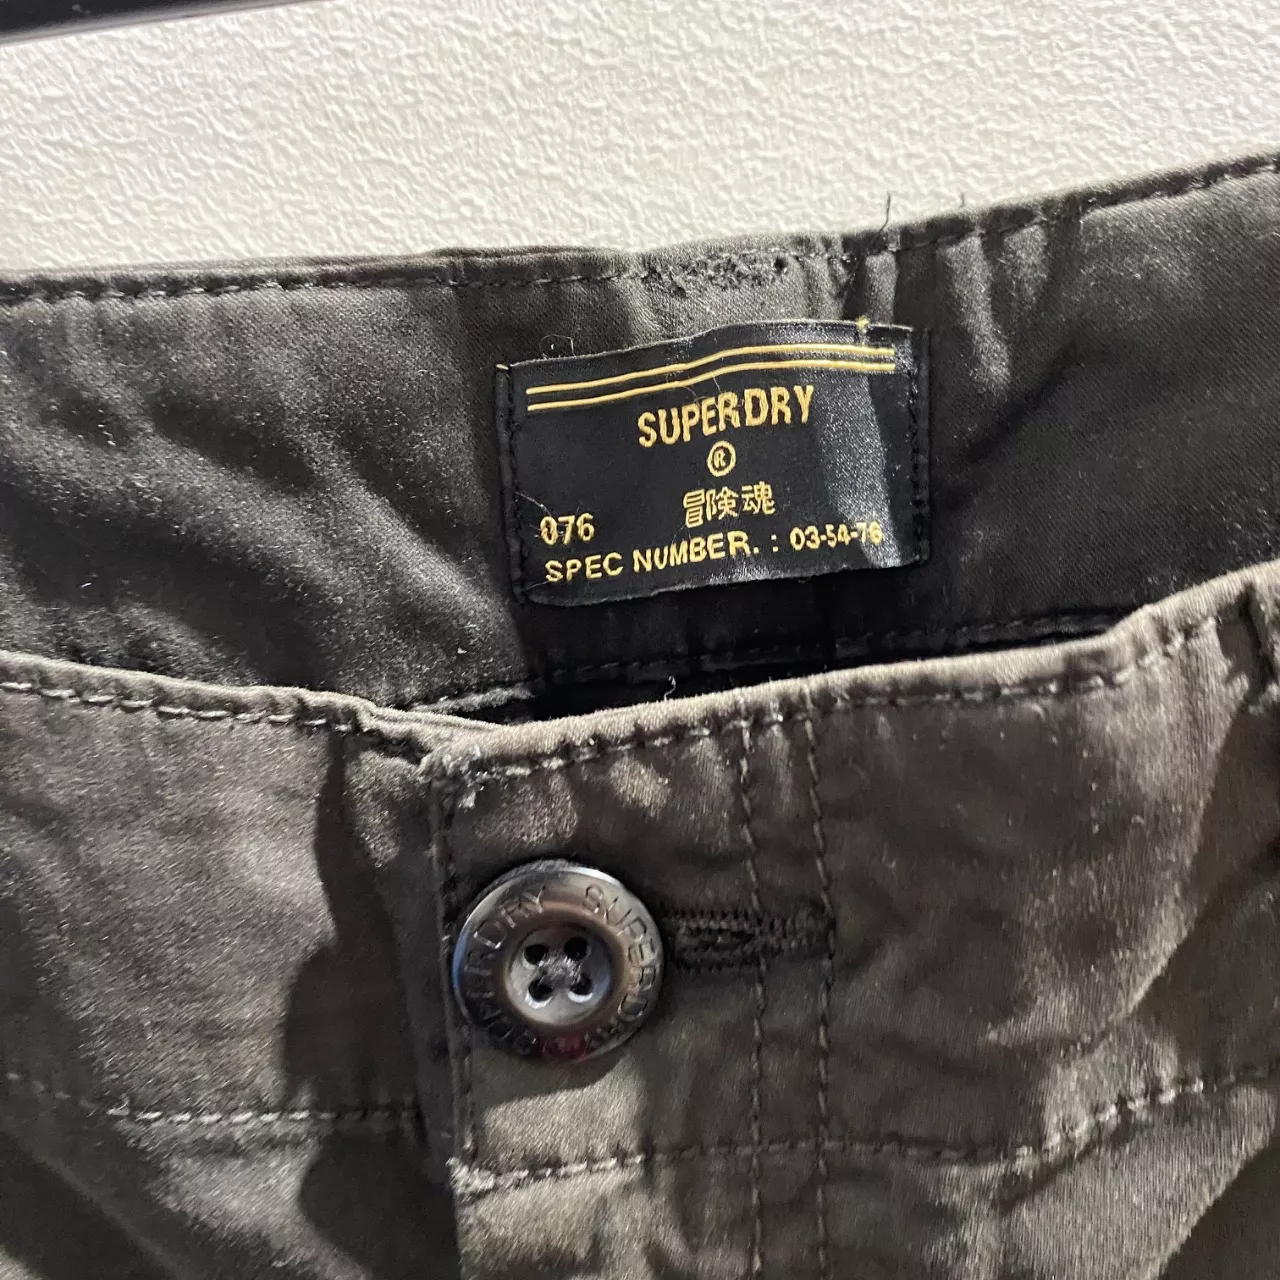 SUPERDRY
®
冒険魂
076
SPEC NUMBER. : 03-54-76
SUPERDRY